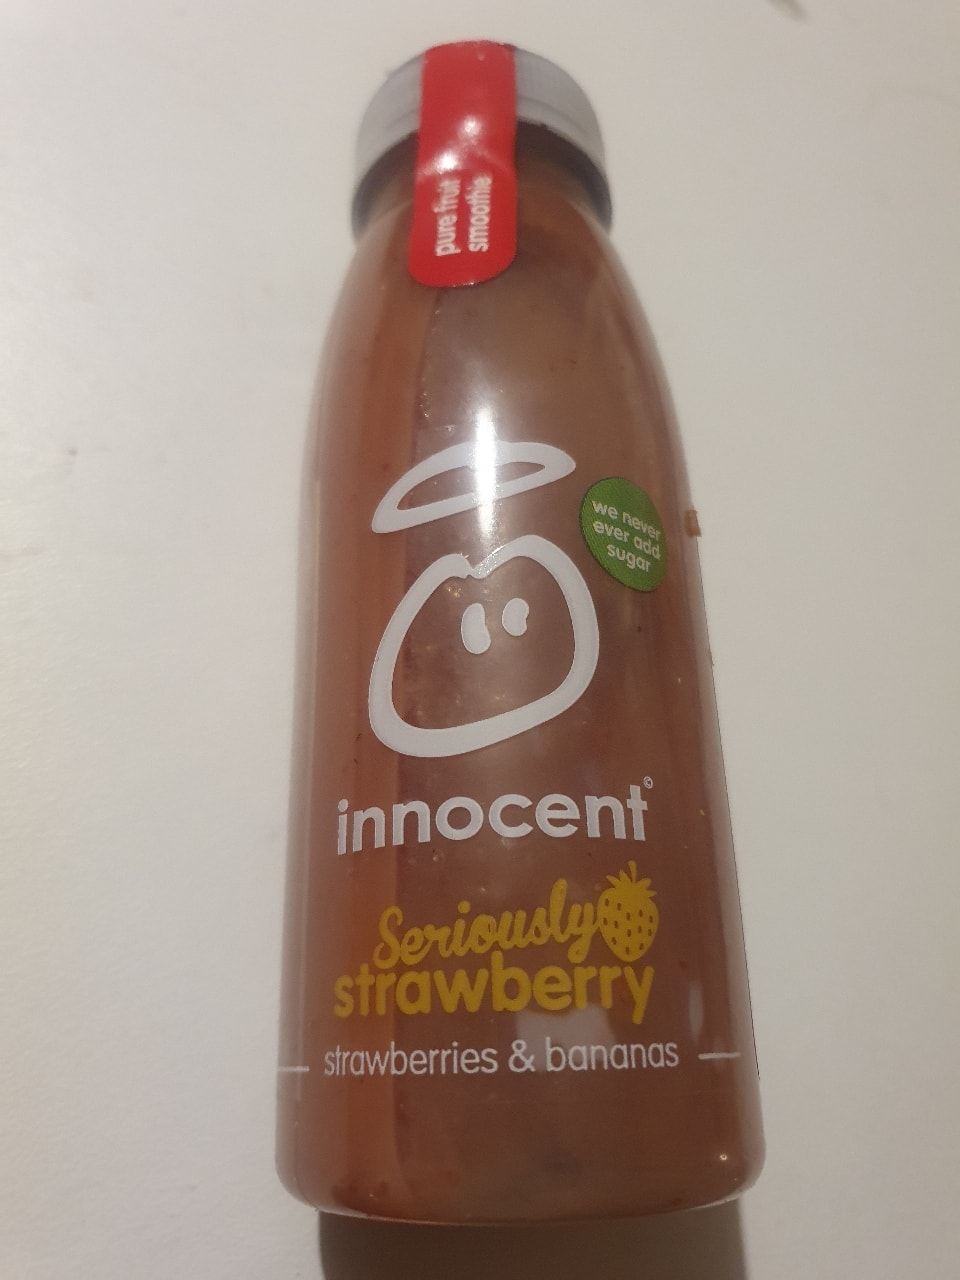 pure fruit
smoothie
we never
ever add
sugar
innocent©
Seriously
strawberry
strawberries & bananas